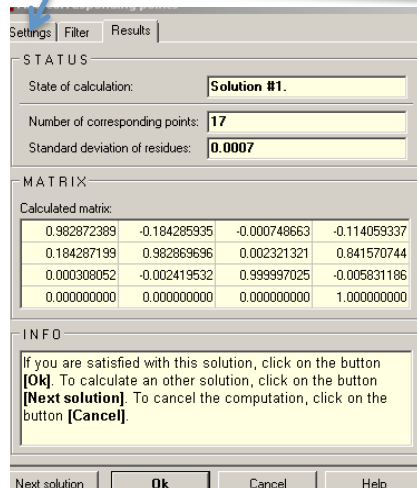 Settings Filter Results
STATUS
State of calculation: Solution #1.
Number of corresponding points: 17
Standard deviation of residues: 0.0007
MATRIX
Calculated matrix:
0.982872389 -0.184285935 -0.000748663 -0.114059337
0.184287199 0.982869696 0.002321321 0.841570744
0.000308052 -0.002419532 0.999997025 -0.005831186
0.000000000 0.000000000 0.000000000 1.000000000
INFO
If you are satisfied with this solution, click on the button
[Ok]. To calculate an other solution, click on the button
[Next solution]. To cancel the computation, click on the
button [Cancel].
Next solution Ok Cancel Help